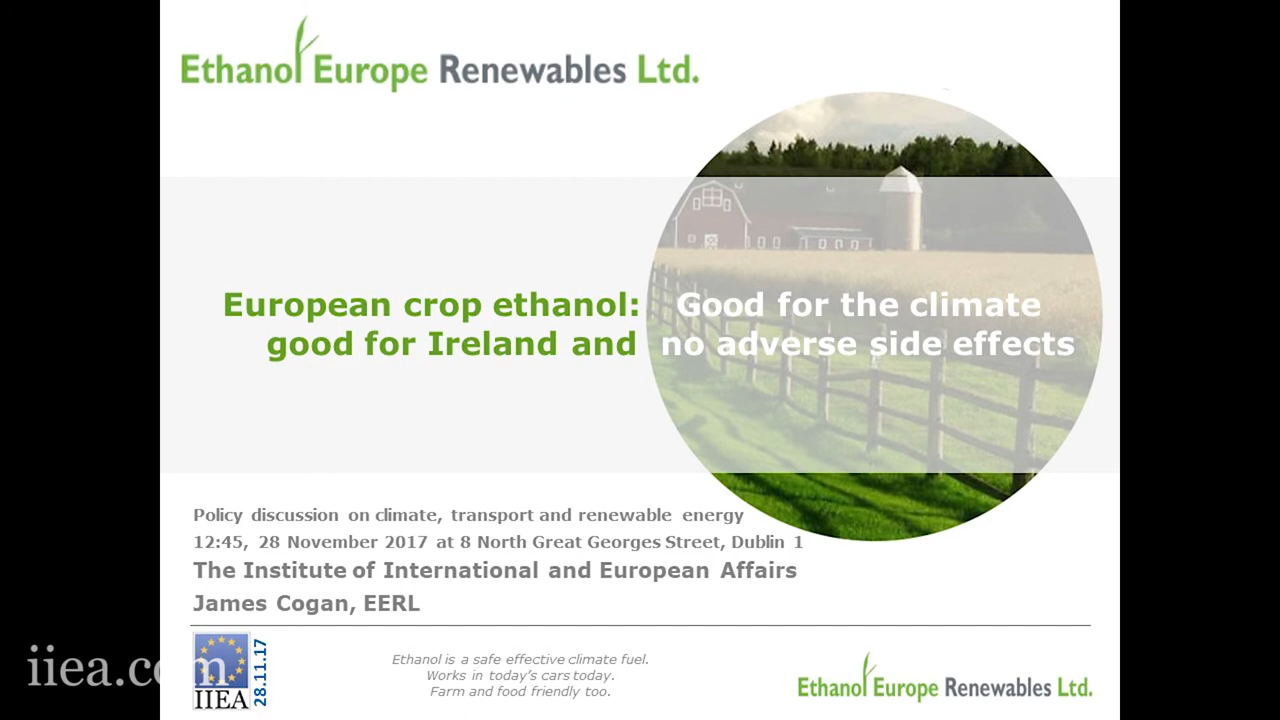 Ethanol Europe Renewables Ltd.
European crop ethanol: Good for the climate
good for Ireland and no adverse side effects
Policy discussion on climate, transport and renewable energy
12:45, 28 November 2017 at 8 North Great Georges Street, Dublin 1
The Institute of International and European Affairs
James Cogan, EERL
iiea.com
IIEA
28.11.17
Ethanol is a safe effective climate fuel.
Works in today's cars today.
Farm and food friendly too.
Ethanol Europe Renewables Ltd.